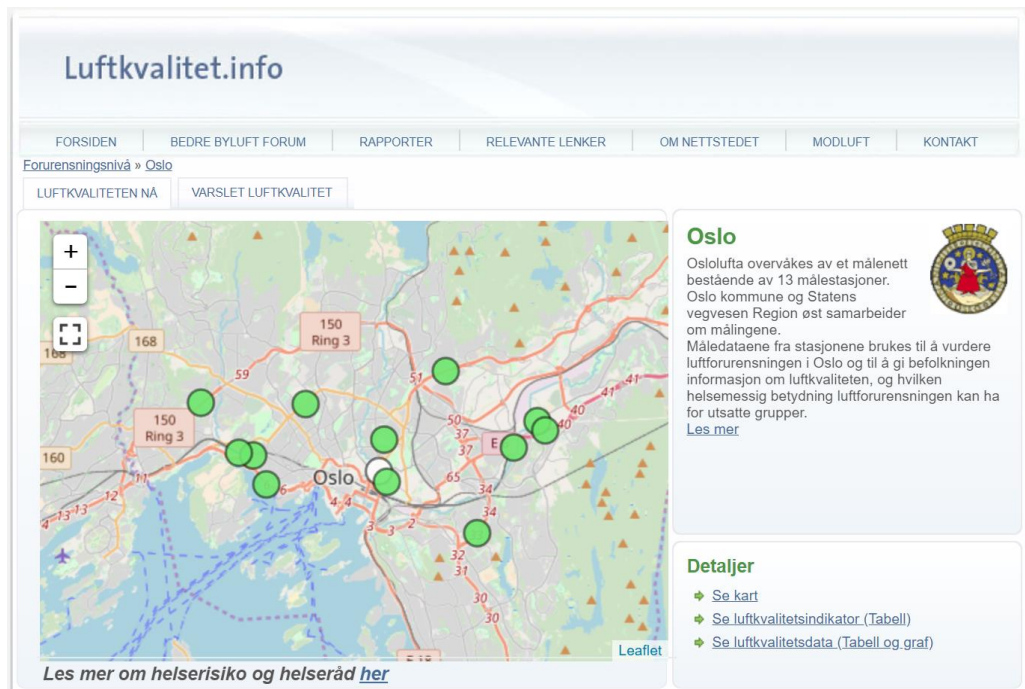 Luftkvalitet.info
FORSIDEN
BEDRE BYLUFT FORUM
RAPPORTER
RELEVANTE LENKER
OM NETTSTEDET
MODLUFT
KONTAKT
Forurensningsnivå » Oslo
LUFTKVALITETEN NÅ
VARSLET LUFTKVALITET
+
-
168
168
150
Ring 3
59
51
41
41
150
Ring 3
50
37
37
E
40
40
160
11
12
13
13
4
Oslo
6
4
4
65
34
34
3
3
2
32
31
30
30
E 18
Leaflet
Les mer om helserisiko og helseråd her
Oslo
Oslolufta overvåkes av et målenett
bestående av 13 målestasjoner.
Oslo kommune og Statens
vegvesen Region øst samarbeider
om målingene.
Måledataene fra stasjonene brukes til å vurdere
luftforurensningen i Oslo og til å gi befolkningen
informasjon om luftkvaliteten, og hvilken
helsemessig betydning luftforurensningen kan ha
for utsatte grupper.
Les mer
Detaljer
Se kart
Se luftkvalitetsindikator (Tabell)
Se luftkvalitetsdata (Tabell og graf)